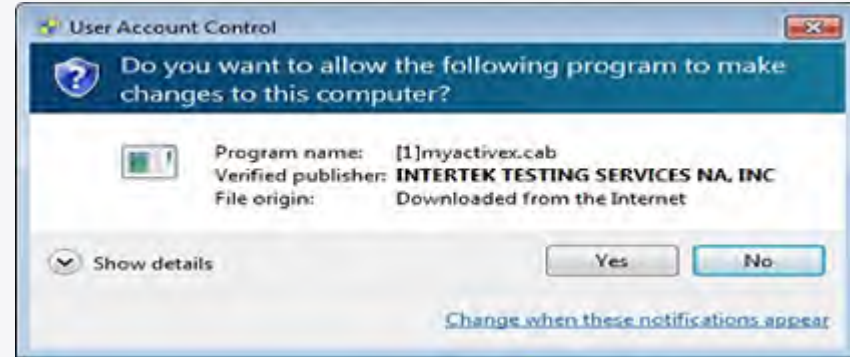 User Account Control
Do you want to allow the following program to make
changes to this computer?
Program name: [1]myactivex.cab
Verified publisher: INTERTEK TESTING SERVICES NA, INC
File origin: Downloaded from the Internet
Show details
Yes
No
Change when these notifications appear